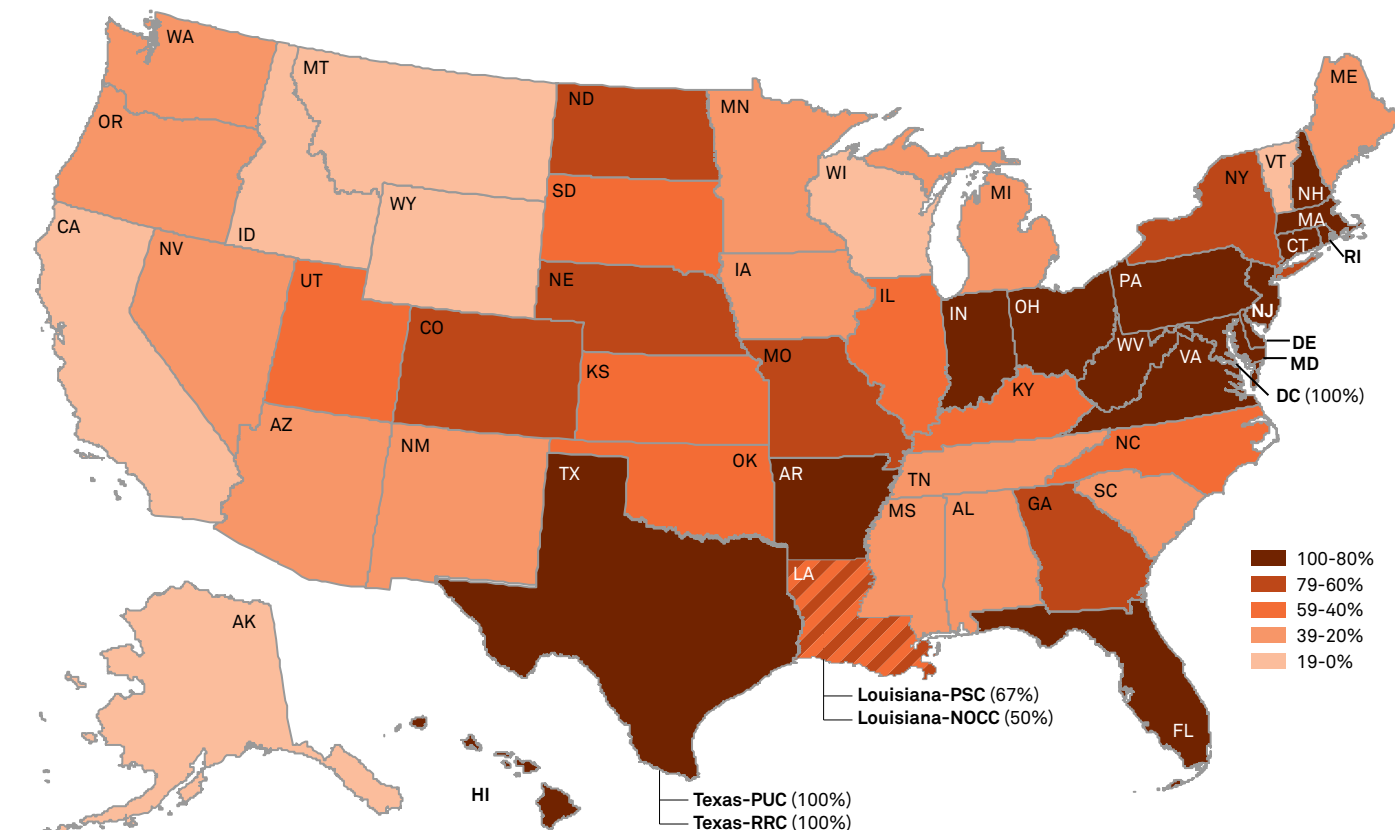 WA
MT
ND
MN
ME
OR
VT
WI
NY
SD
MI
NH
WY
MA
CA
NV
ID
CT
RI
IA
UT
NE
PA
IL
IN
OH
NJ
CO
DE
WV
MO
VA
MD
KS
KY
DC (100%)
AZ
NM
NC
OK
TX
AR
TN
SC
MS
AL
GA
100-80%
LA
79-60%
59-40%
AK
39-20%
19-0%
Louisiana-PSC (67%)
Louisiana-NOCC (50%)
FL
HI
Texas-PUC (100%)
Texas-RRC (100%)